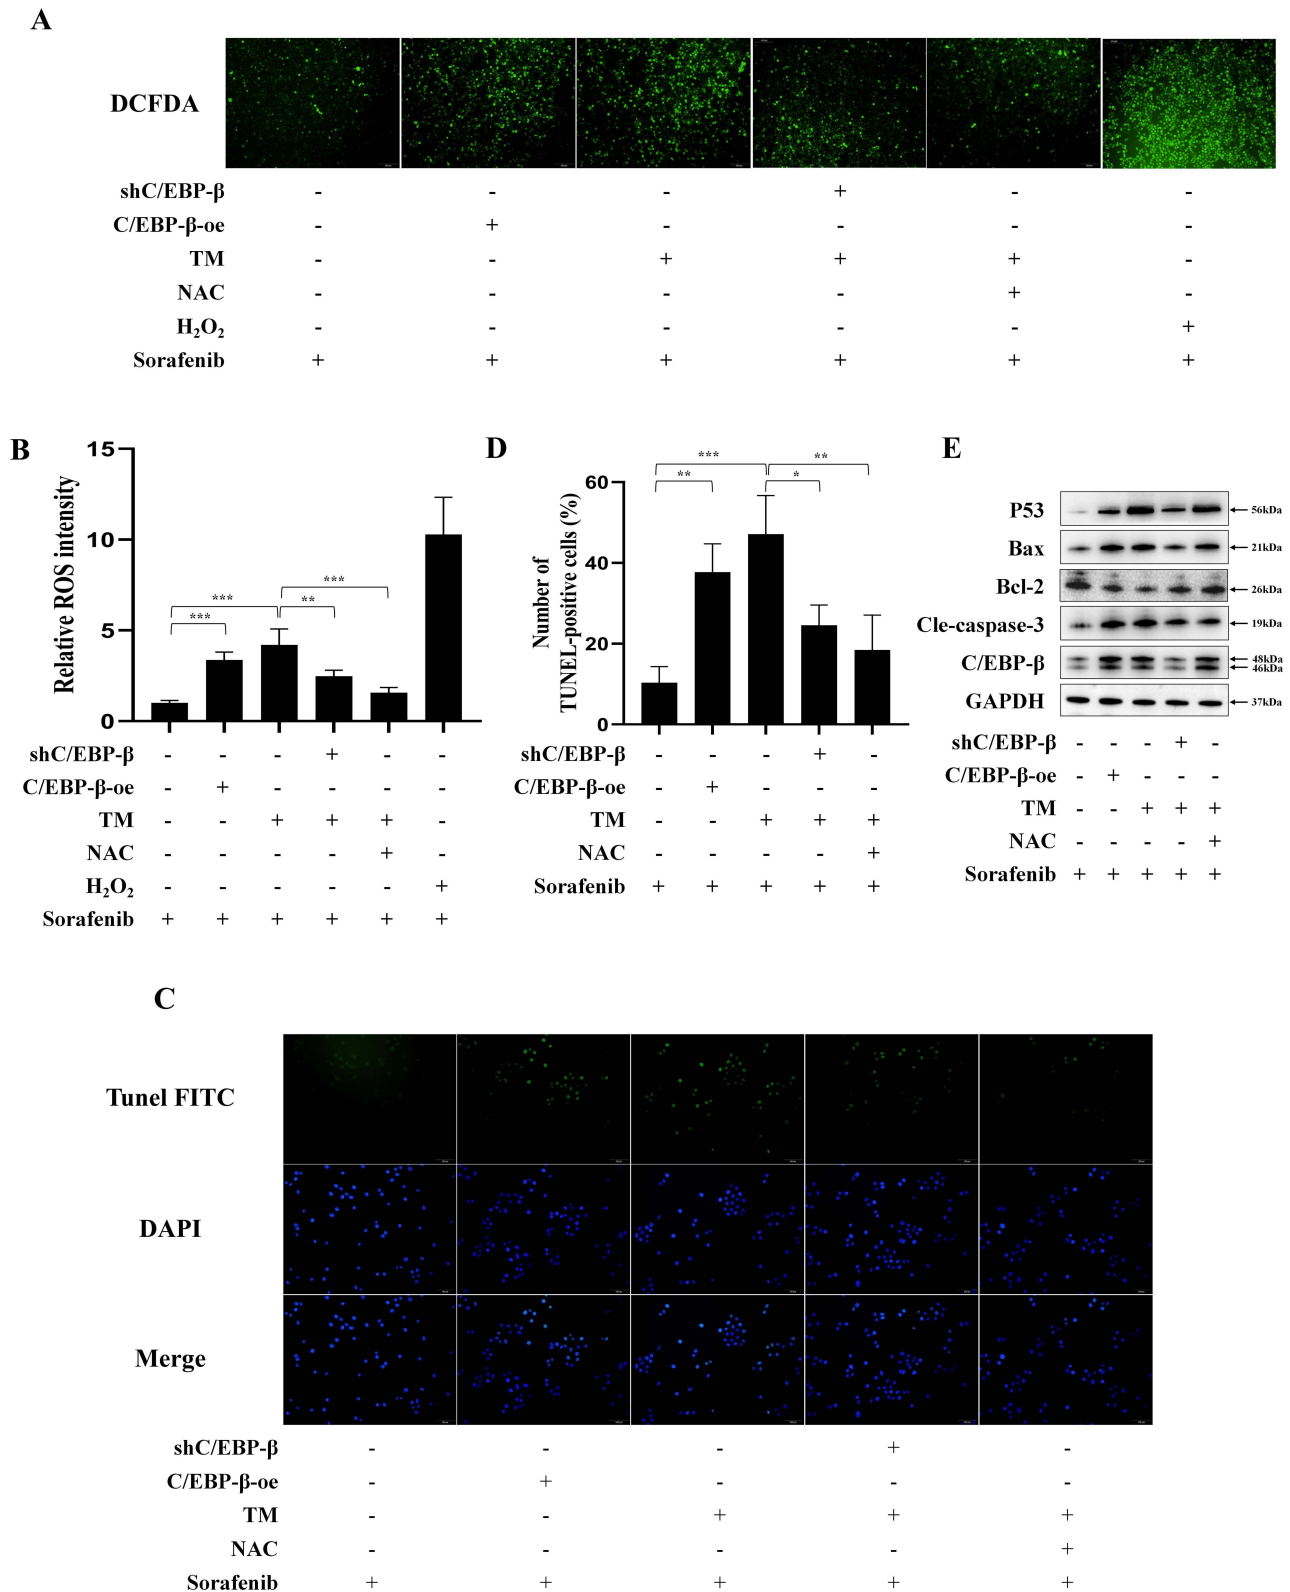 A
DCFDA
shC/EBP-β - - - + - -
C/EBP-β-oe - + - - - -
TM - - + + + -
NAC - - - - + -
H₂O₂ - - - - - +
Sorafenib + + + + + +
B
Relative ROS intensity
15
10
5
0
*** *** ** ***
shC/EBP-β - - - + - -
C/EBP-β-oe - + - - - -
TM - - + + + -
NAC - - - - + -
H₂O₂ - - - - - +
Sorafenib + + + + + +
D
Number of
TUNEL-positive cells (%)
60
40
20
0
** *** * **
shC/EBP-β - - - + -
C/EBP-β-oe - + - - -
TM - - + + +
NAC - - - - +
Sorafenib + + + + +
E
P53 56kDa
Bax 21kDa
Bcl-2 26kDa
Cle-caspase-3 19kDa
C/EBP-β 48kDa
46kDa
GAPDH 37kDa
shC/EBP-β - - - + -
C/EBP-β-oe - + - - -
TM - - + + +
NAC - - - - +
Sorafenib + + + + +
C
Tunel FITC
DAPI
Merge
shC/EBP-β - - - + -
C/EBP-β-oe - + - - -
TM - - + + +
NAC - - - - +
Sorafenib + + + + +